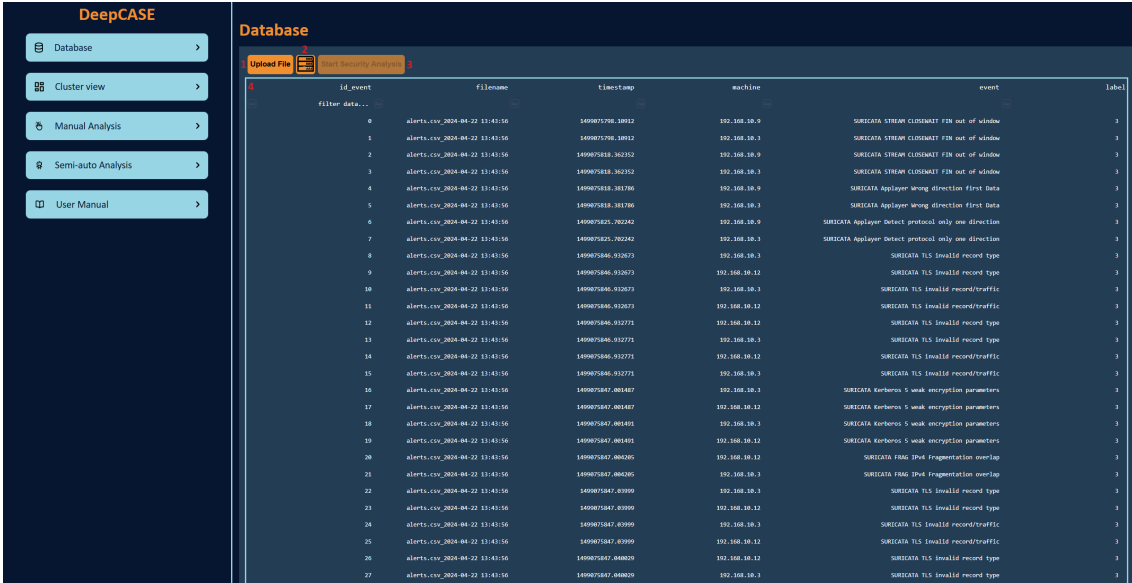 DeepCASE
Database
Cluster view
Manual Analysis
Semi-auto Analysis
User Manual
Database
2
1 Upload File Start Security Analysis 3
4 id_event filename timestamp machine event label
filter data...
0 alerts.csv_2024-04-22 13:43:56 1499075798.10912 192.168.10.9 SURICATA STREAM CLOSEWAIT FIN out of window 3
1 alerts.csv_2024-04-22 13:43:56 1499075798.10912 192.168.10.3 SURICATA STREAM CLOSEWAIT FIN out of window 3
2 alerts.csv_2024-04-22 13:43:56 1499075818.362352 192.168.10.9 SURICATA STREAM CLOSEWAIT FIN out of window 3
3 alerts.csv_2024-04-22 13:43:56 1499075818.362352 192.168.10.3 SURICATA STREAM CLOSEWAIT FIN out of window 3
4 alerts.csv_2024-04-22 13:43:56 1499075818.381786 192.168.10.9 SURICATA Applayer Wrong direction first Data 3
5 alerts.csv_2024-04-22 13:43:56 1499075818.381786 192.168.10.3 SURICATA Applayer Wrong direction first Data 3
6 alerts.csv_2024-04-22 13:43:56 1499075825.702242 192.168.10.9 SURICATA Applayer Detect protocol only one direction 3
7 alerts.csv_2024-04-22 13:43:56 1499075825.702242 192.168.10.3 SURICATA Applayer Detect protocol only one direction 3
8 alerts.csv_2024-04-22 13:43:56 1499075846.932673 192.168.10.3 SURICATA TLS invalid record type 3
9 alerts.csv_2024-04-22 13:43:56 1499075846.932673 192.168.10.12 SURICATA TLS invalid record type 3
10 alerts.csv_2024-04-22 13:43:56 1499075846.932673 192.168.10.3 SURICATA TLS invalid record/traffic 3
11 alerts.csv_2024-04-22 13:43:56 1499075846.932673 192.168.10.12 SURICATA TLS invalid record/traffic 3
12 alerts.csv_2024-04-22 13:43:56 1499075846.932771 192.168.10.12 SURICATA TLS invalid record type 3
13 alerts.csv_2024-04-22 13:43:56 1499075846.932771 192.168.10.3 SURICATA TLS invalid record type 3
14 alerts.csv_2024-04-22 13:43:56 1499075846.932771 192.168.10.12 SURICATA TLS invalid record/traffic 3
15 alerts.csv_2024-04-22 13:43:56 1499075846.932771 192.168.10.3 SURICATA TLS invalid record/traffic 3
16 alerts.csv_2024-04-22 13:43:56 1499075847.001487 192.168.10.3 SURICATA Kerberos 5 weak encryption parameters 3
17 alerts.csv_2024-04-22 13:43:56 1499075847.001487 192.168.10.12 SURICATA Kerberos 5 weak encryption parameters 3
18 alerts.csv_2024-04-22 13:43:56 1499075847.001491 192.168.10.3 SURICATA Kerberos 5 weak encryption parameters 3
19 alerts.csv_2024-04-22 13:43:56 1499075847.001491 192.168.10.12 SURICATA Kerberos 5 weak encryption parameters 3
20 alerts.csv_2024-04-22 13:43:56 1499075847.004205 192.168.10.12 SURICATA FRAG IPv4 Fragmentation overlap 3
21 alerts.csv_2024-04-22 13:43:56 1499075847.004205 192.168.10.3 SURICATA FRAG IPv4 Fragmentation overlap 3
22 alerts.csv_2024-04-22 13:43:56 1499075847.03999 192.168.10.3 SURICATA TLS invalid record type 3
23 alerts.csv_2024-04-22 13:43:56 1499075847.03999 192.168.10.12 SURICATA TLS invalid record type 3
24 alerts.csv_2024-04-22 13:43:56 1499075847.03999 192.168.10.3 SURICATA TLS invalid record/traffic 3
25 alerts.csv_2024-04-22 13:43:56 1499075847.03999 192.168.10.12 SURICATA TLS invalid record/traffic 3
26 alerts.csv_2024-04-22 13:43:56 1499075847.040029 192.168.10.12 SURICATA TLS invalid record type 3
27 alerts.csv_2024-04-22 13:43:56 1499075847.040029 192.168.10.3 SURICATA TLS invalid record type 3